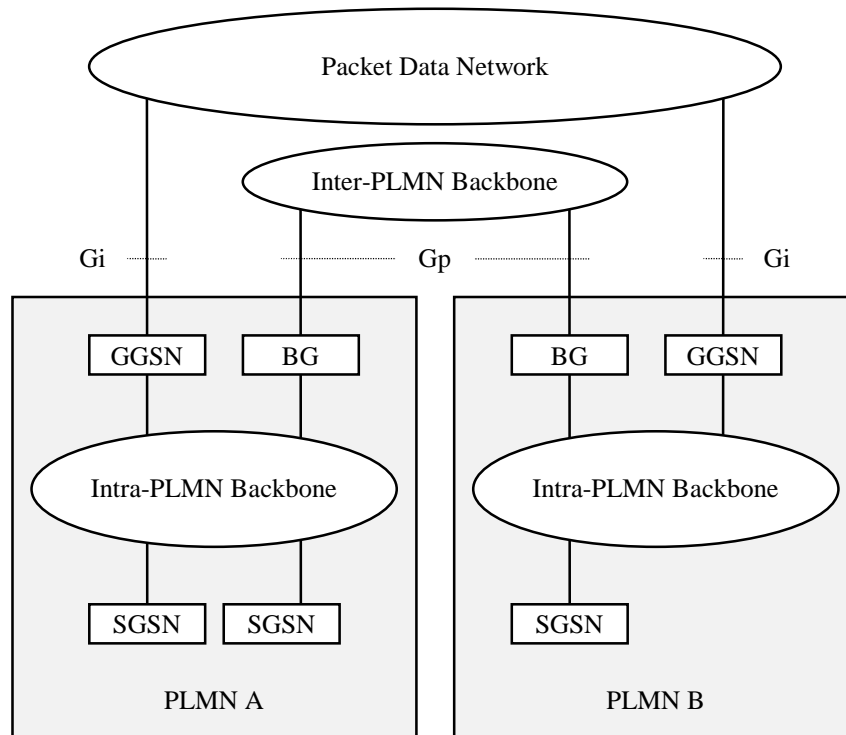 Packet Data Network
Inter-PLMN Backbone
Gi
Gp
Gi
GGSN
BG
BG
GGSN
Intra-PLMN Backbone
Intra-PLMN Backbone
SGSN
SGSN
SGSN
PLMN A
PLMN B